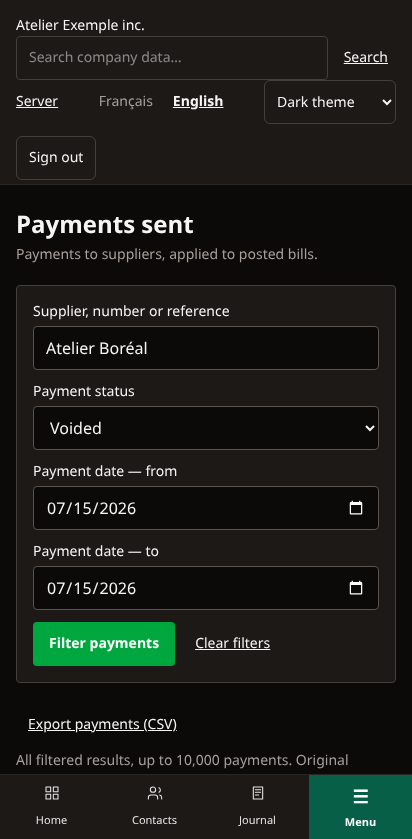 Atelier Exemple inc.
Search company data... Search
Server Français English Dark theme
Sign out
Payments sent
Payments to suppliers, applied to posted bills.
Supplier, number or reference
Atelier Boréal
Payment status
Voided
Payment date — from
07/15/2026
Payment date — to
07/15/2026
Filter payments Clear filters
Export payments (CSV)
All filtered results, up to 10,000 payments. Original
Home Contacts Journal Menu